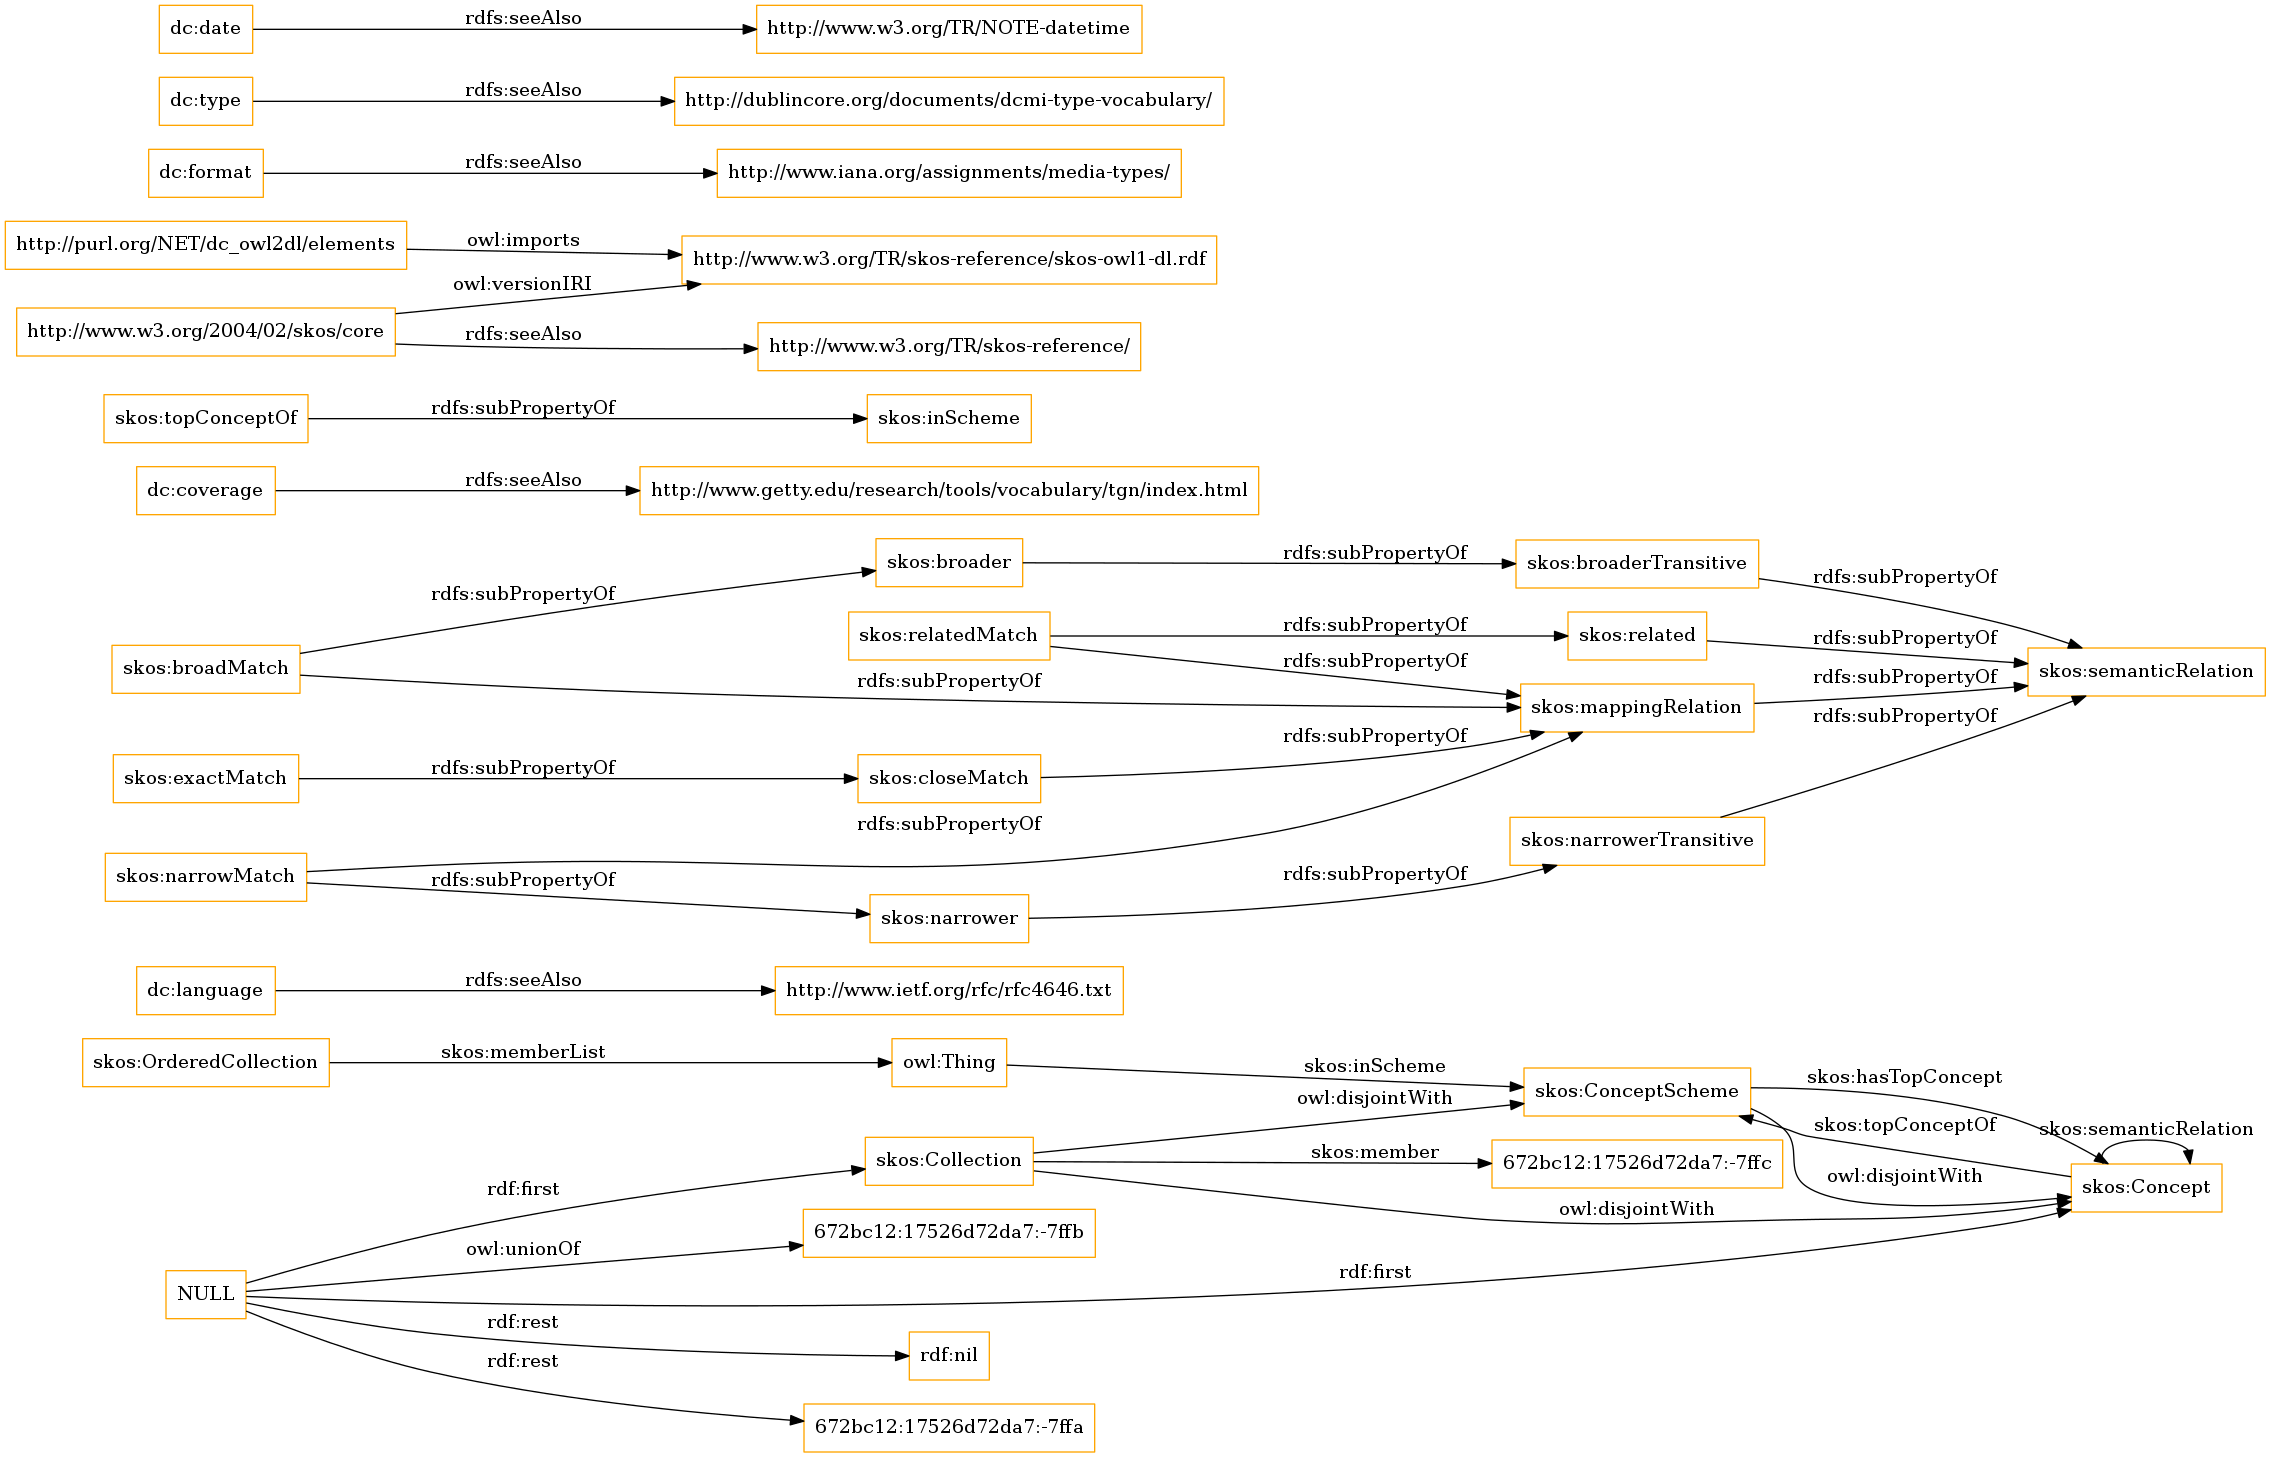 dc:date
rdfs:seeAlso
http://www.w3.org/TR/NOTE-datetime
dc:type
rdfs:seeAlso
http://dublincore.org/documents/dcmi-type-vocabulary/
dc:format
rdfs:seeAlso
http://www.iana.org/assignments/media-types/
http://purl.org/NET/dc_owl2dl/elements
owl:imports
http://www.w3.org/TR/skos-reference/skos-owl1-dl.rdf
owl:versionIRI
http://www.w3.org/2004/02/skos/core
rdfs:seeAlso
http://www.w3.org/TR/skos-reference/
skos:topConceptOf
rdfs:subPropertyOf
skos:inScheme
dc:coverage
rdfs:seeAlso
http://www.getty.edu/research/tools/vocabulary/tgn/index.html
skos:broader
rdfs:subPropertyOf
skos:broaderTransitive
rdfs:subPropertyOf
rdfs:subPropertyOf
skos:relatedMatch
rdfs:subPropertyOf
skos:related
rdfs:subPropertyOf
skos:broadMatch
rdfs:subPropertyOf
rdfs:subPropertyOf
skos:semanticRelation
rdfs:subPropertyOf
skos:mappingRelation
rdfs:subPropertyOf
rdfs:subPropertyOf
skos:exactMatch
rdfs:subPropertyOf
skos:closeMatch
rdfs:subPropertyOf
rdfs:subPropertyOf
skos:narrowerTransitive
skos:narrowMatch
rdfs:subPropertyOf
rdfs:subPropertyOf
skos:narrower
dc:language
rdfs:seeAlso
http://www.ietf.org/rfc/rfc4646.txt
skos:OrderedCollection
skos:memberList
owl:Thing
skos:inScheme
skos:ConceptScheme
skos:hasTopConcept
owl:disjointWith
skos:topConceptOf
skos:semanticRelation
skos:Collection
skos:member
672bc12:17526d72da7:-7ffc
owl:disjointWith
skos:Concept
rdf:first
owl:disjointWith
672bc12:17526d72da7:-7ffb
owl:unionOf
rdf:first
NULL
rdf:rest
rdf:nil
rdf:rest
672bc12:17526d72da7:-7ffa